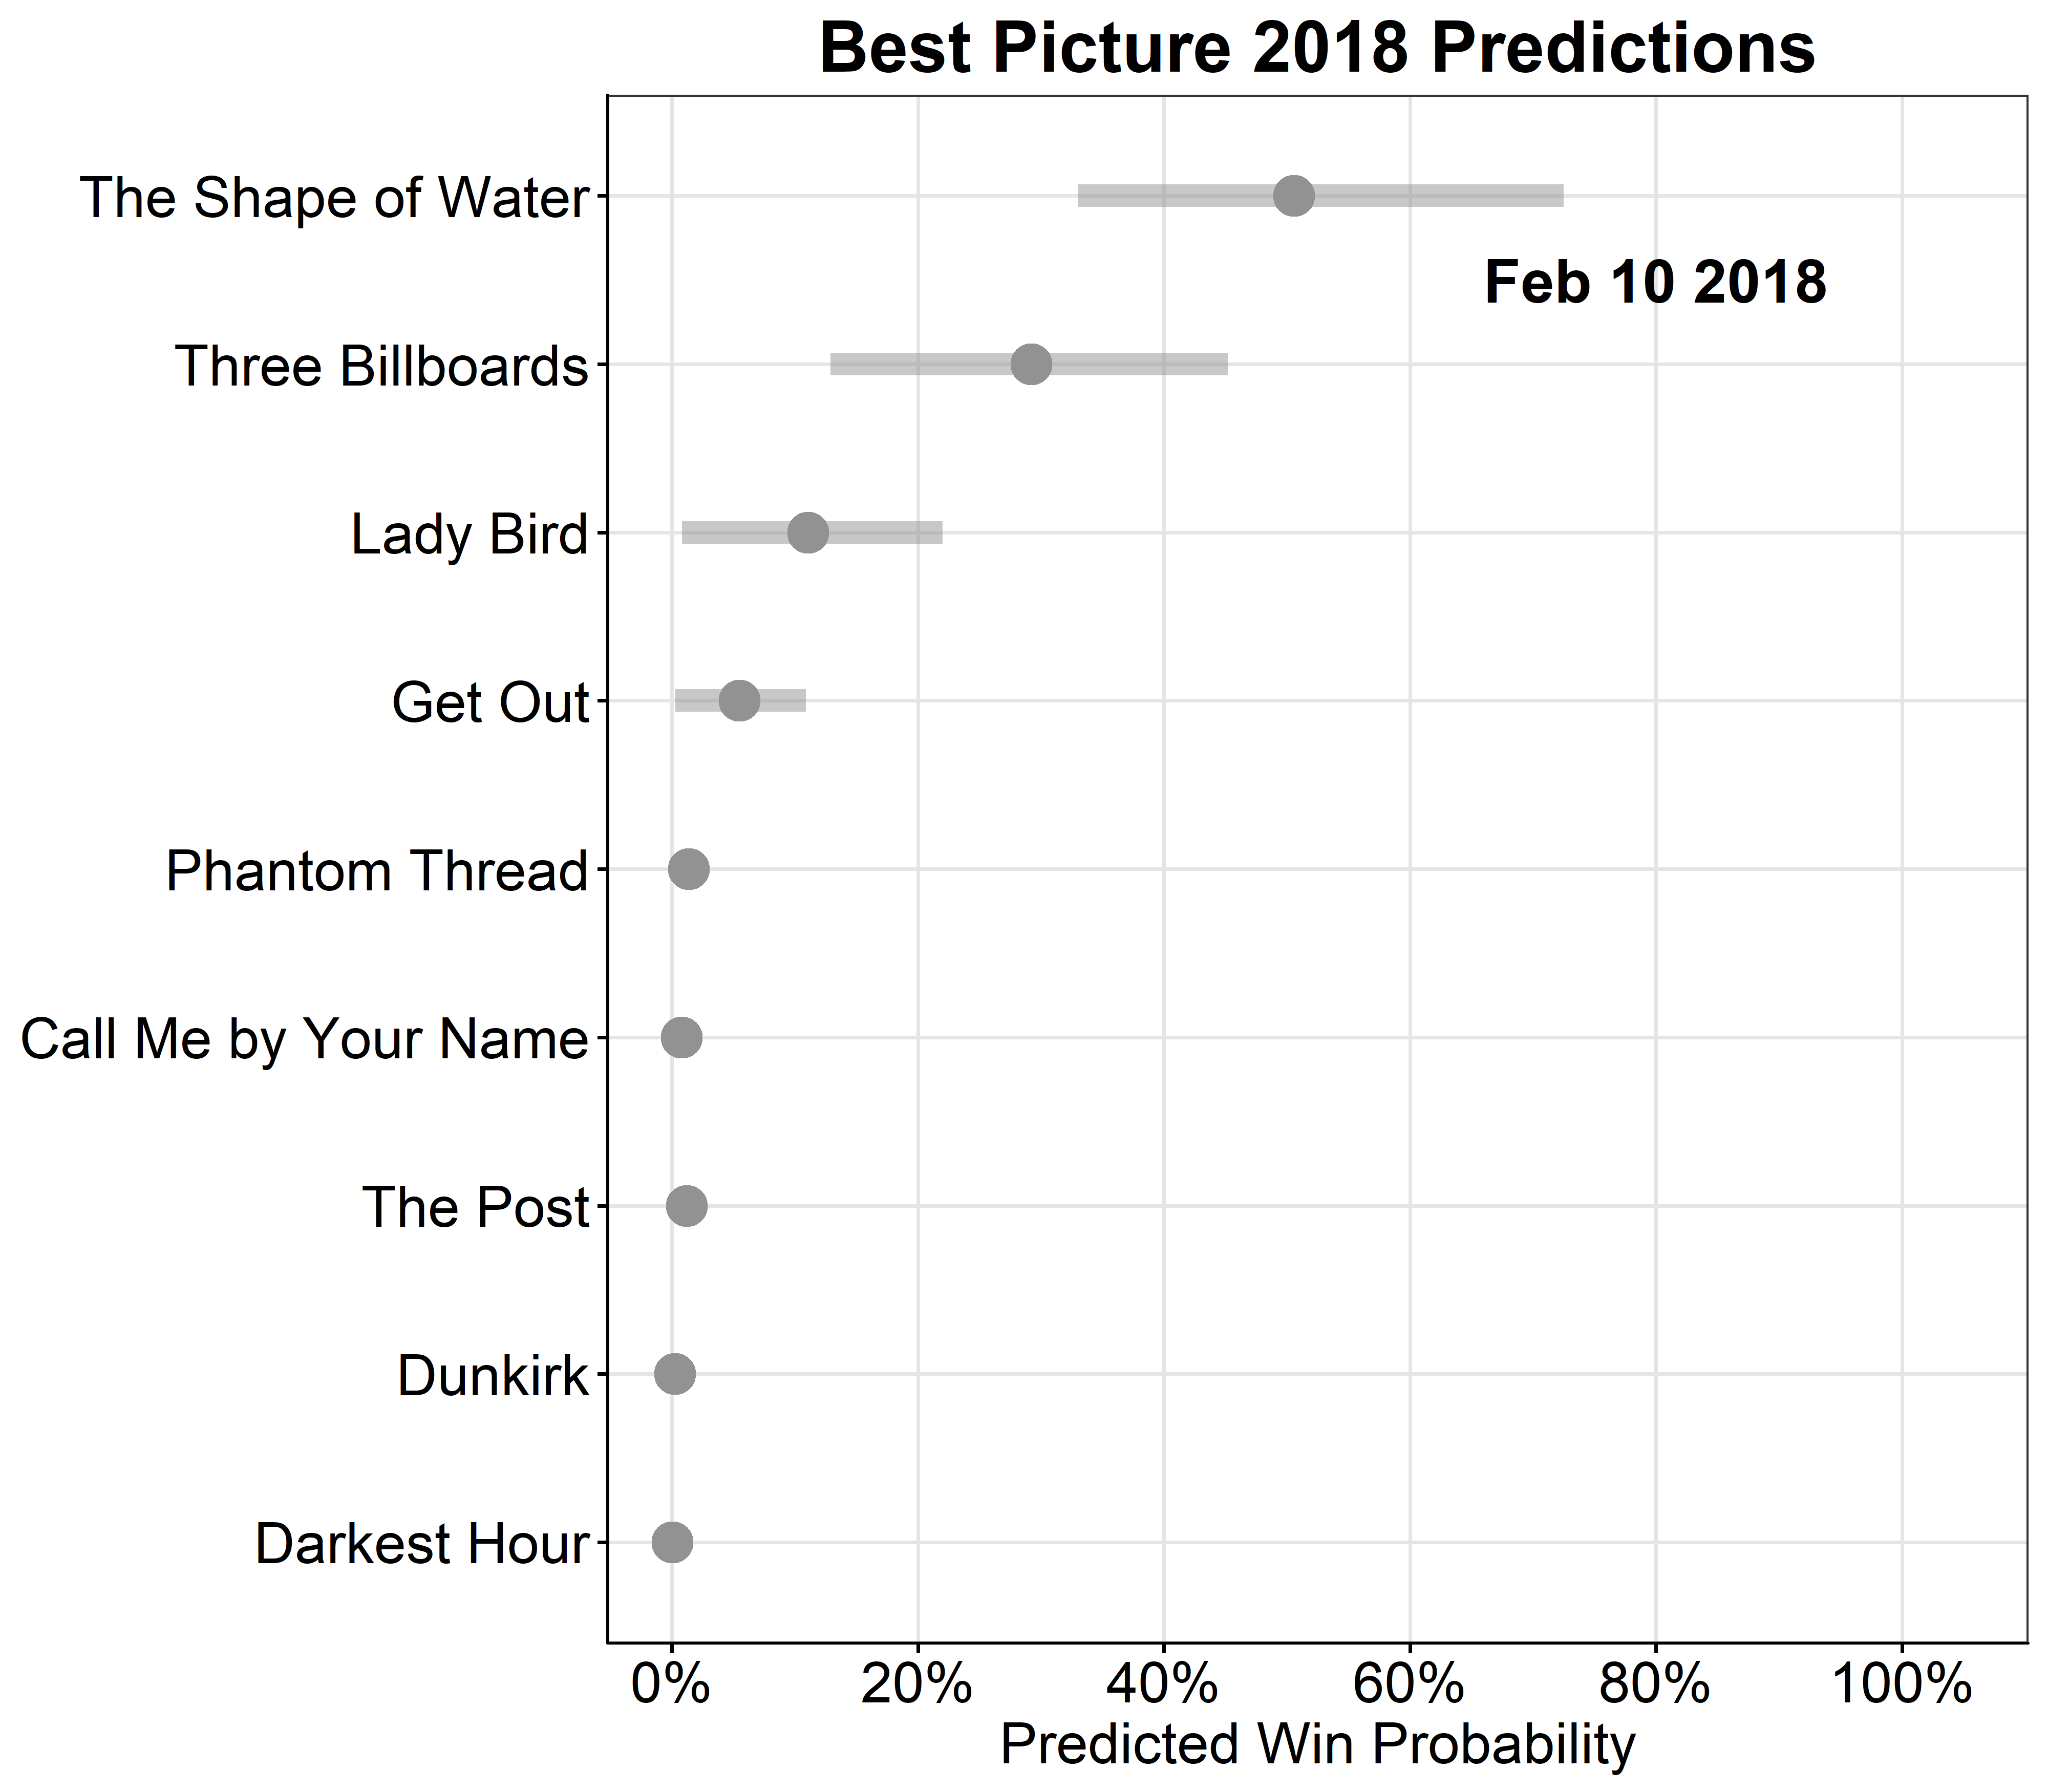 Best Picture 2018 Predictions
The Shape of Water
Feb 10 2018
Three Billboards
Lady Bird
Get Out
Phantom Thread
Call Me by Your Name
The Post
Dunkirk
Darkest Hour
0% 20% 40% 60% 80% 100%
Predicted Win Probability